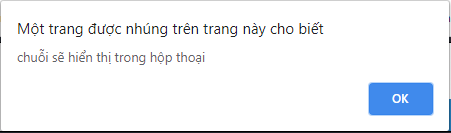 Một trang được nhúng trên trang này cho biết
chuỗi sẽ hiển thị trong hộp thoại
OK